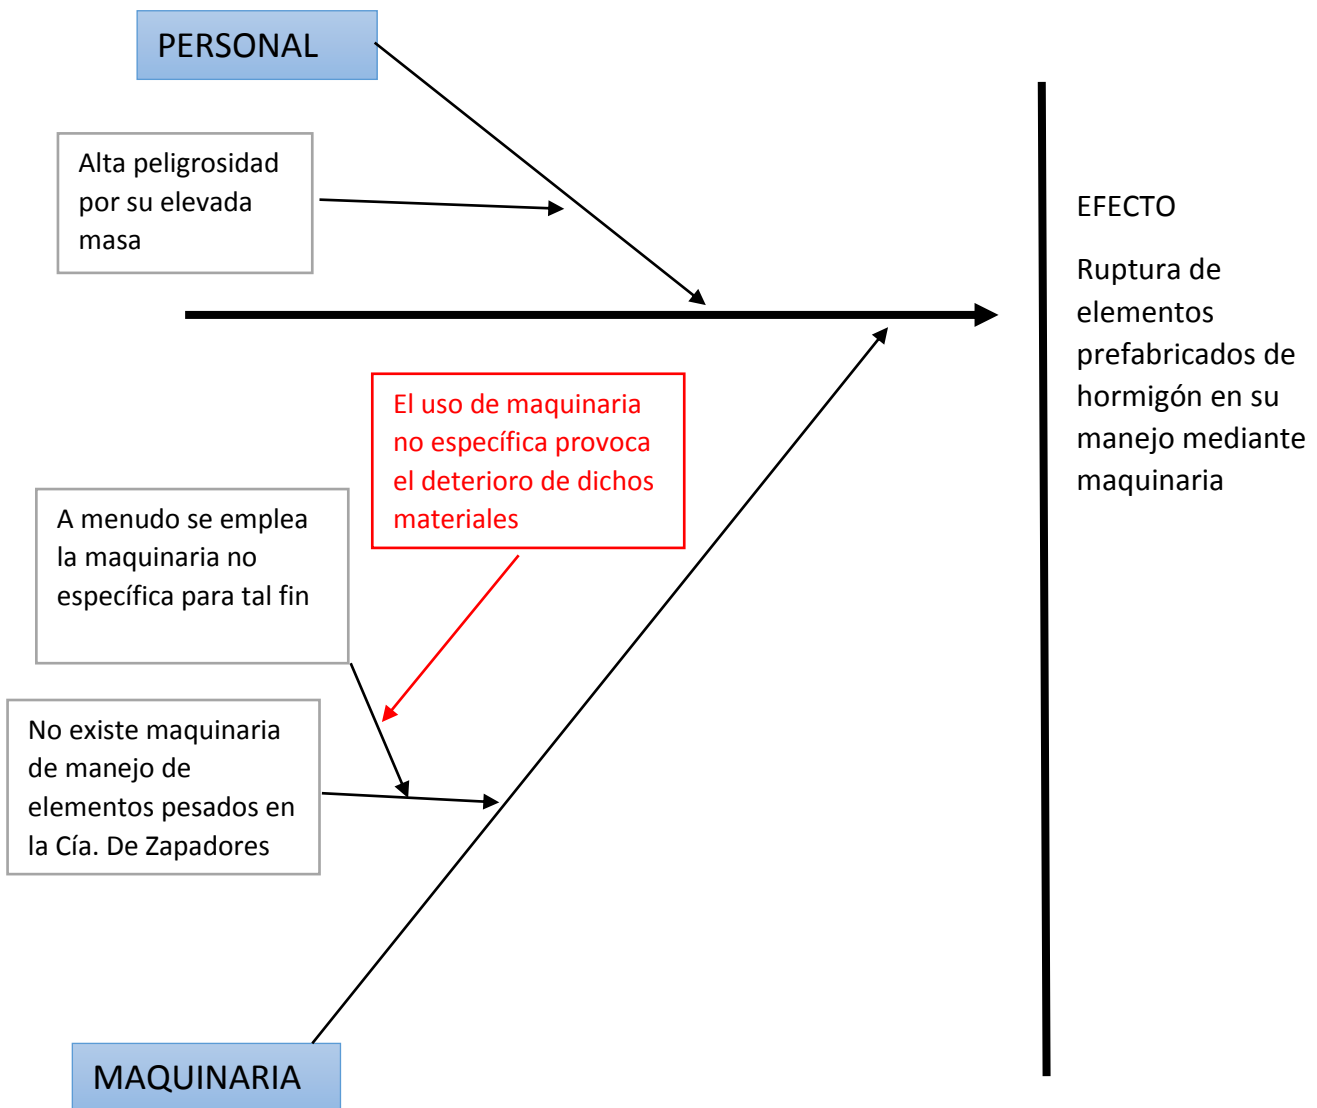 PERSONAL
Alta peligrosidad
por su elevada
masa
EFECTO
Ruptura de
elementos
prefabricados de
hormigón en su
manejo mediante
maquinaria
El uso de maquinaria
no específica provoca
el deterioro de dichos
materiales
A menudo se emplea
la maquinaria no
específica para tal fin
No existe maquinaria
de manejo de
elementos pesados en
la Cía. De Zapadores
MAQUINARIA